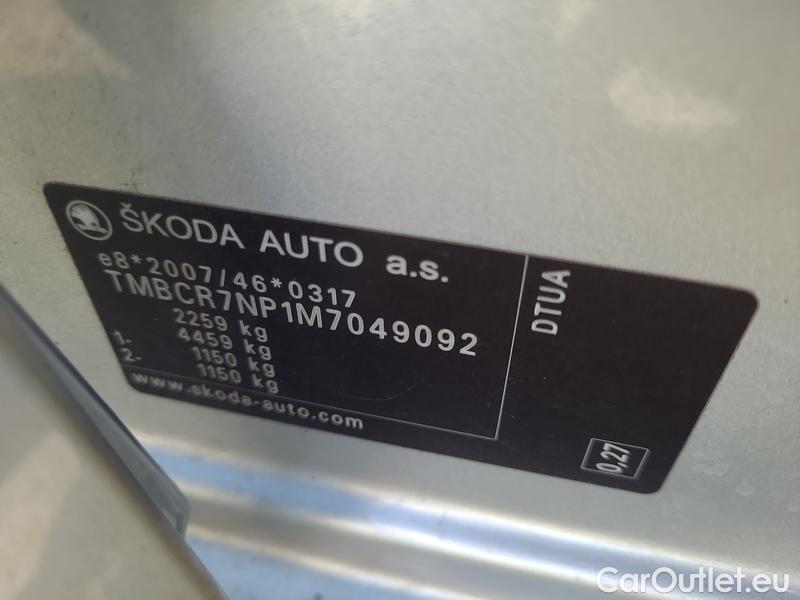 ŠKODA AUTO a.s.
e8*2007/46*0317
TMBCR7NP1M7049092
2259 kg
4459 kg
1- 1150 kg
2- 1150 kg
www.skoda-auto.com
DTUA
0,27
CarOutlet.eu